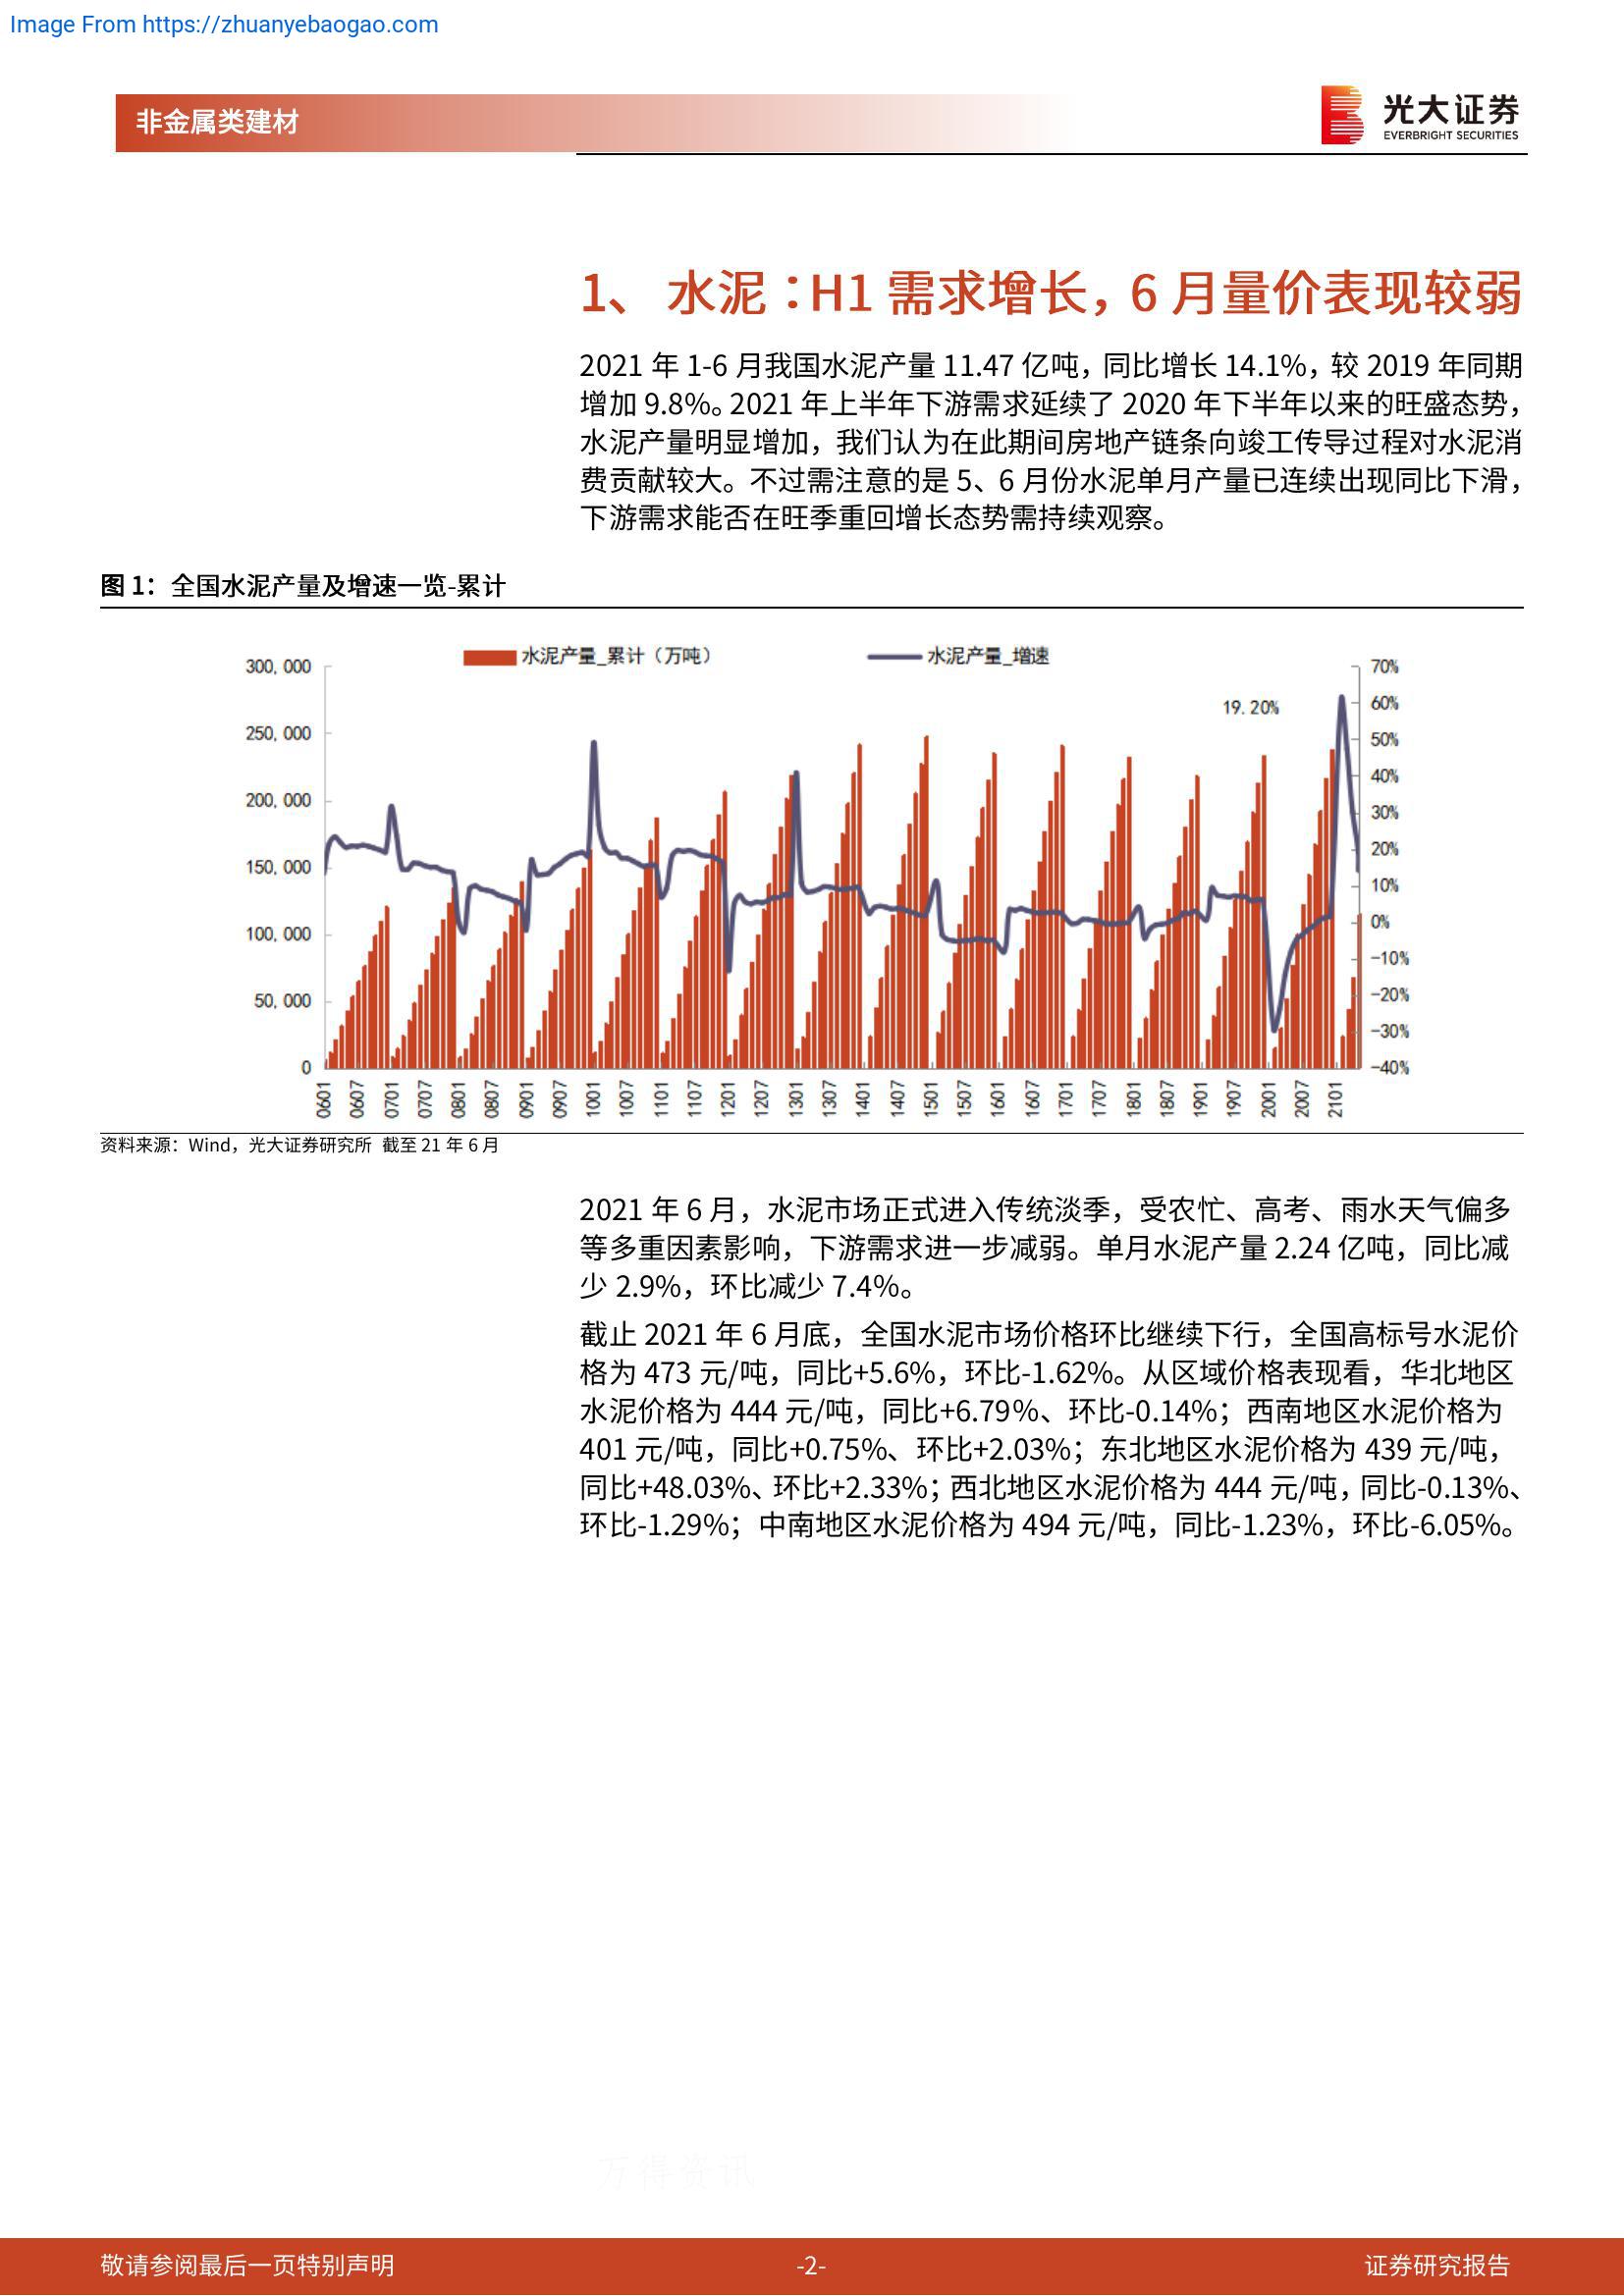 Image From https://zhuanyebaogao.com
非金属类建材
光大证券
EVERBRIGHT SECURITIES
1、 水泥：H1 需求增长，6 月量价表现较弱
2021 年 1-6 月我国水泥产量 11.47 亿吨，同比增长 14.1%，较 2019 年同期
增加 9.8%。2021 年上半年下游需求延续了 2020 年下半年以来的旺盛态势，
水泥产量明显增加，我们认为在此期间房地产链条向竣工传导过程对水泥消
费贡献较大。不过需注意的是 5、6 月份水泥单月产量已连续出现同比下滑，
下游需求能否在旺季重回增长态势需持续观察。
图 1：全国水泥产量及增速一览-累计
水泥产量_累计（万吨） 水泥产量_增速
300,000 70%
19.20% 60%
250,000 50%
40%
200,000 30%
20%
150,000 10%
0%
100,000 -10%
50,000 -20%
-30%
0 -40%
0601 0607 0701 0707 0801 0807 0901 0907 1001 1007 1101 1107 1201 1207 1301 1307 1401 1407 1501 1507 1601 1607 1701 1707 1801 1807 1901 1907 2001 2007 2101
资料来源：Wind，光大证券研究所 截至 21 年 6 月
2021 年 6 月，水泥市场正式进入传统淡季，受农忙、高考、雨水天气偏多
等多重因素影响，下游需求进一步减弱。单月水泥产量 2.24 亿吨，同比减
少 2.9%，环比减少 7.4%。
截止 2021 年 6 月底，全国水泥市场价格环比继续下行，全国高标号水泥价
格为 473 元/吨，同比+5.6%，环比-1.62%。从区域价格表现看，华北地区
水泥价格为 444 元/吨，同比+6.79%、环比-0.14%；西南地区水泥价格为
401 元/吨，同比+0.75%、环比+2.03%；东北地区水泥价格为 439 元/吨，
同比+48.03%、环比+2.33%；西北地区水泥价格为 444 元/吨，同比-0.13%、
环比-1.29%；中南地区水泥价格为 494 元/吨，同比-1.23%，环比-6.05%。
万得资讯
敬请参阅最后一页特别声明 -2- 证券研究报告